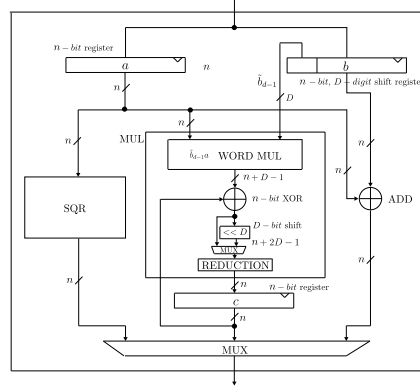 n−bit register
a
n
b
n−bit, D−digit shift register
b̃_{d−1}
D
n
n
n
MUL
b̃_{d−1}a WORD MUL
n
n
n+D−1
n−bit XOR
ADD
SQR
D−bit shift
<< D
n+2D−1
MUX
REDUCTION
n
n
n
n−bit register
c
n
MUX